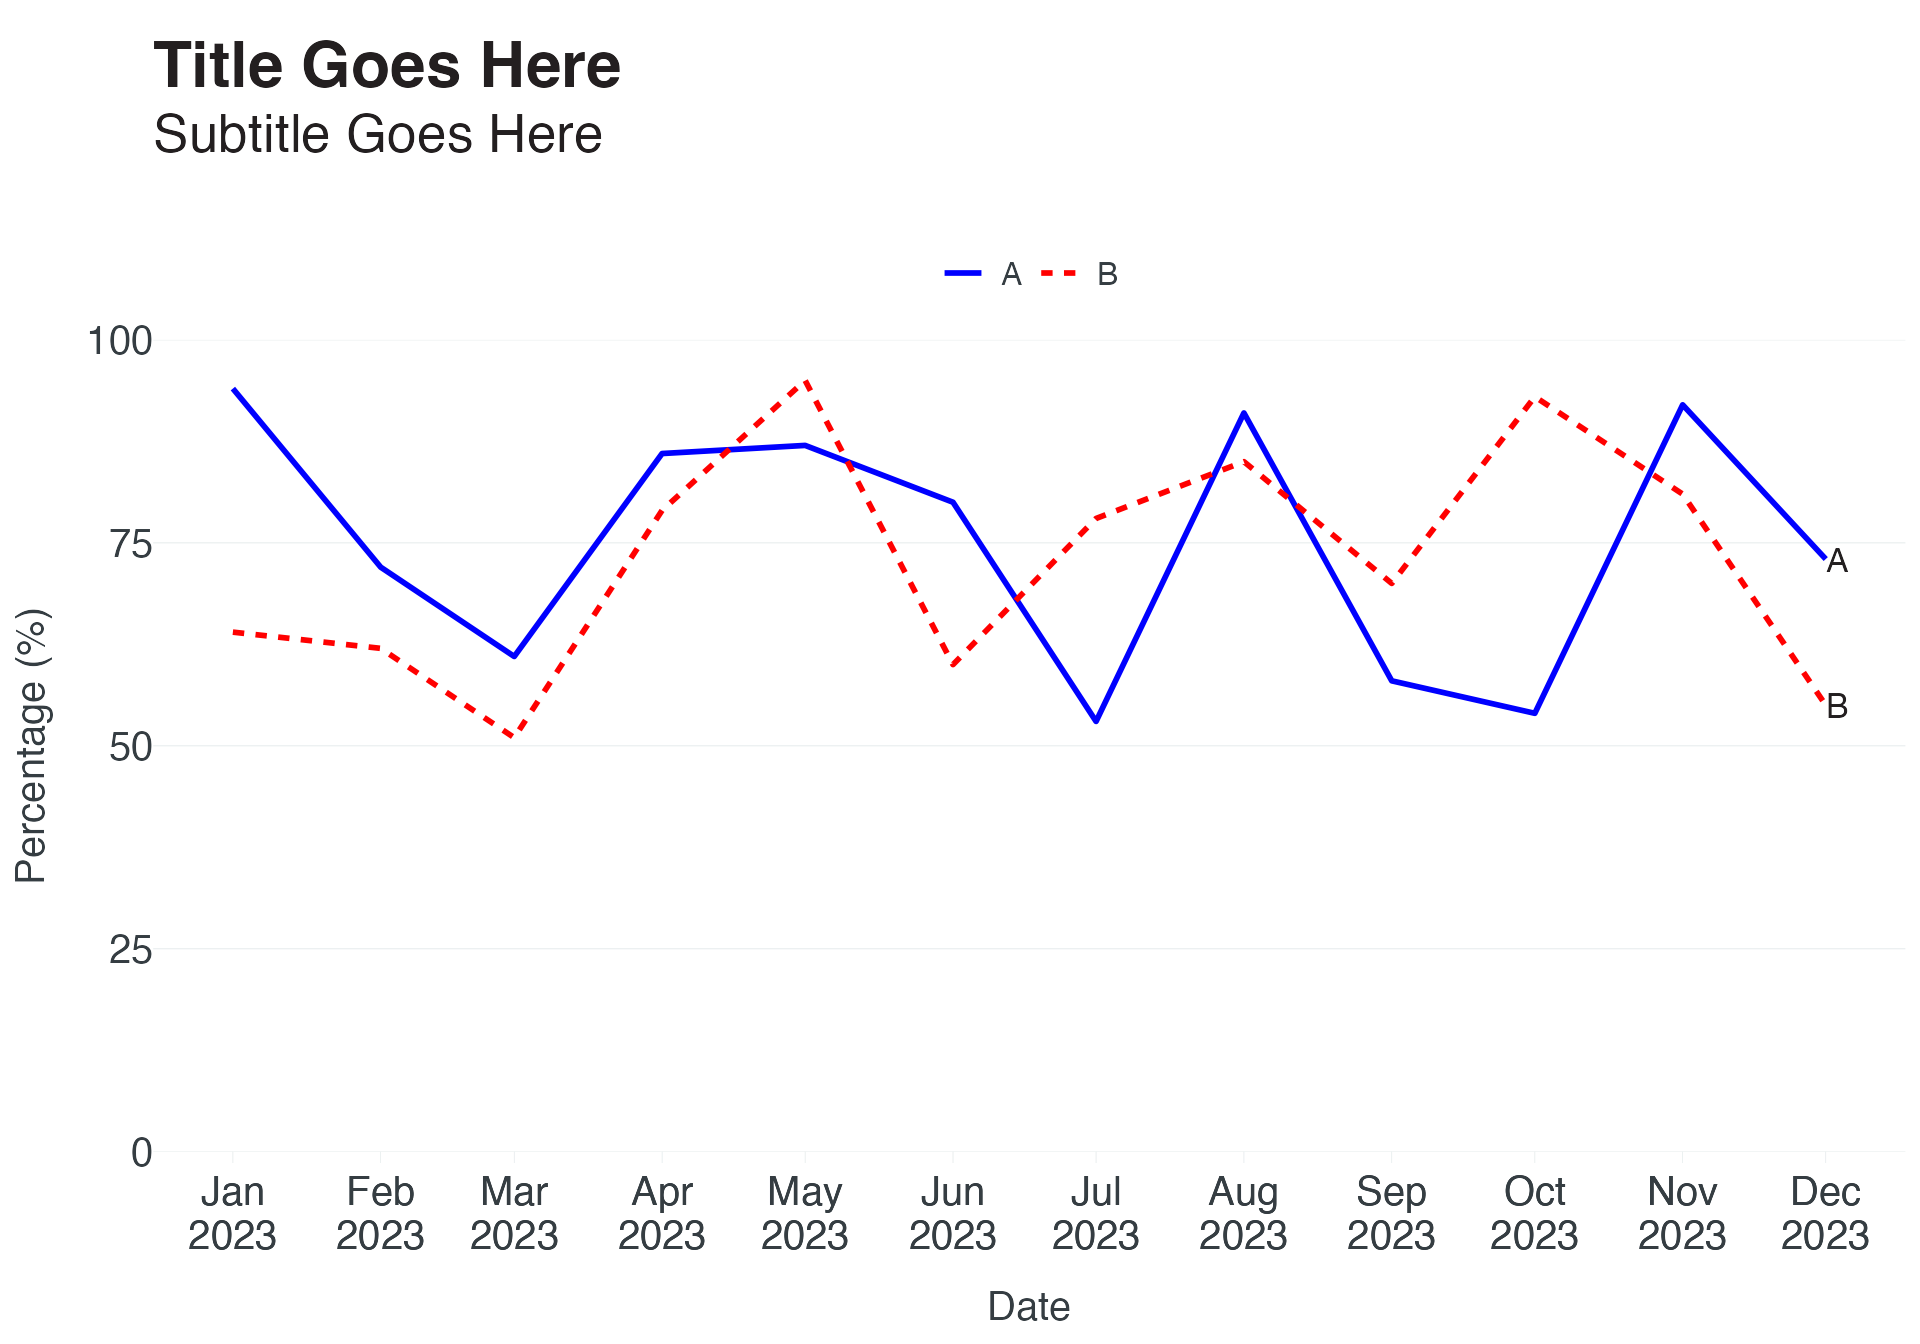 Title Goes Here
Subtitle Goes Here
A B
100
75
50
25
0
Percentage (%)
A
B
Jan Feb Mar Apr May Jun Jul Aug Sep Oct Nov Dec
2023 2023 2023 2023 2023 2023 2023 2023 2023 2023 2023 2023
Date